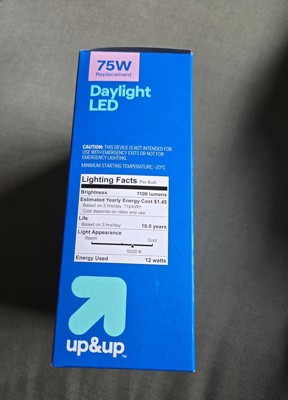 75W
Replacement
Daylight
LED
CAUTION: THIS DEVICE IS NOT INTENDED FOR
USE WITH EMERGENCY EXITS OR NOT FOR
EMERGENCY LIGHTING.
MINIMUM STARTING TEMPERATURE: -20°C
Lighting Facts Per Bulb
Brightness 1100 lumens
Estimated Yearly Energy Cost $1.45
Based on 3 hrs/day, 11¢/kWh
Cost depends on rates and use
Life
Based on 3 hrs/day 10.0 years
Light Appearance
Warm Cool
5000 K
Energy Used 12 watts
up&up™